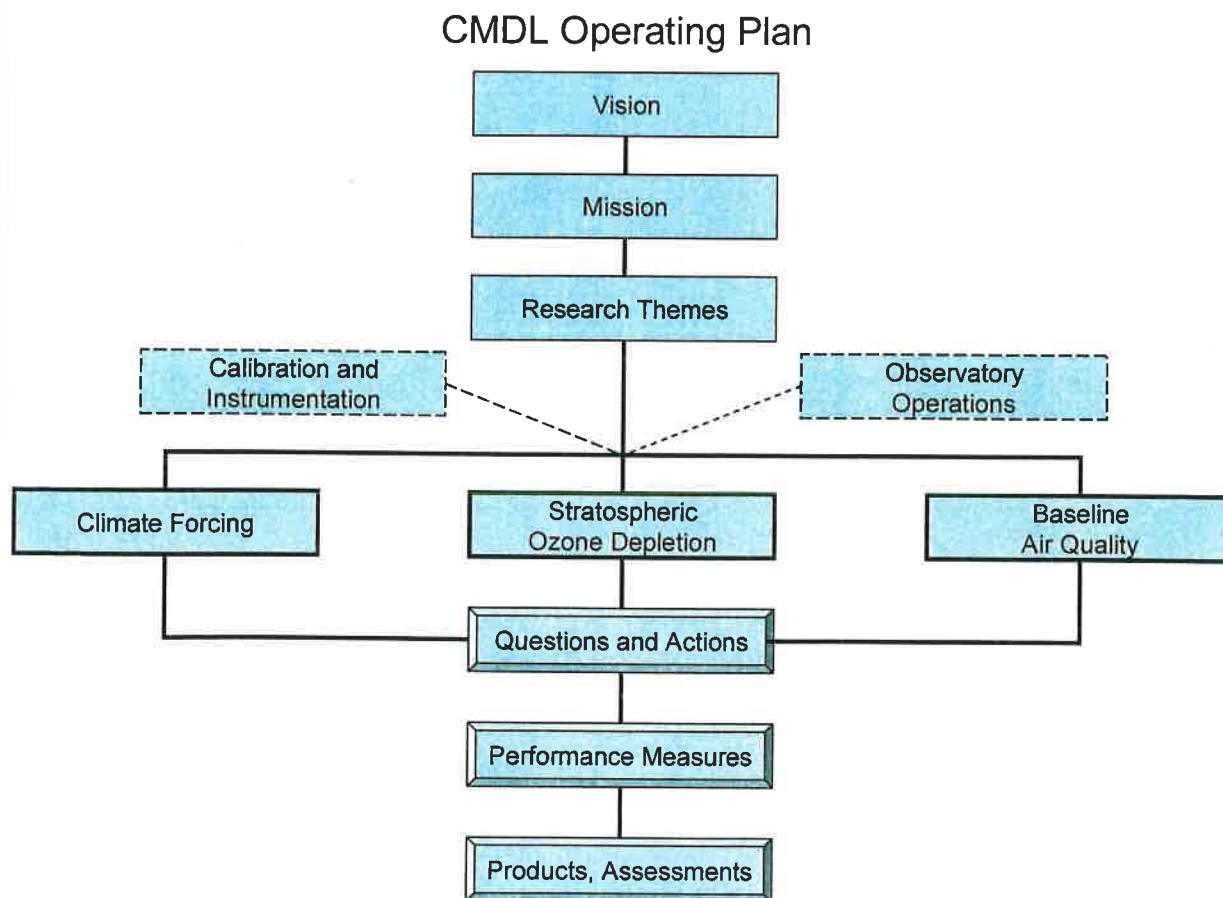 CMDL Operating Plan
Vision
Mission
Research Themes
Calibration and
Instrumentation
Observatory
Operations
Climate Forcing
Stratospheric
Ozone Depletion
Baseline
Air Quality
Questions and Actions
Performance Measures
Products, Assessments